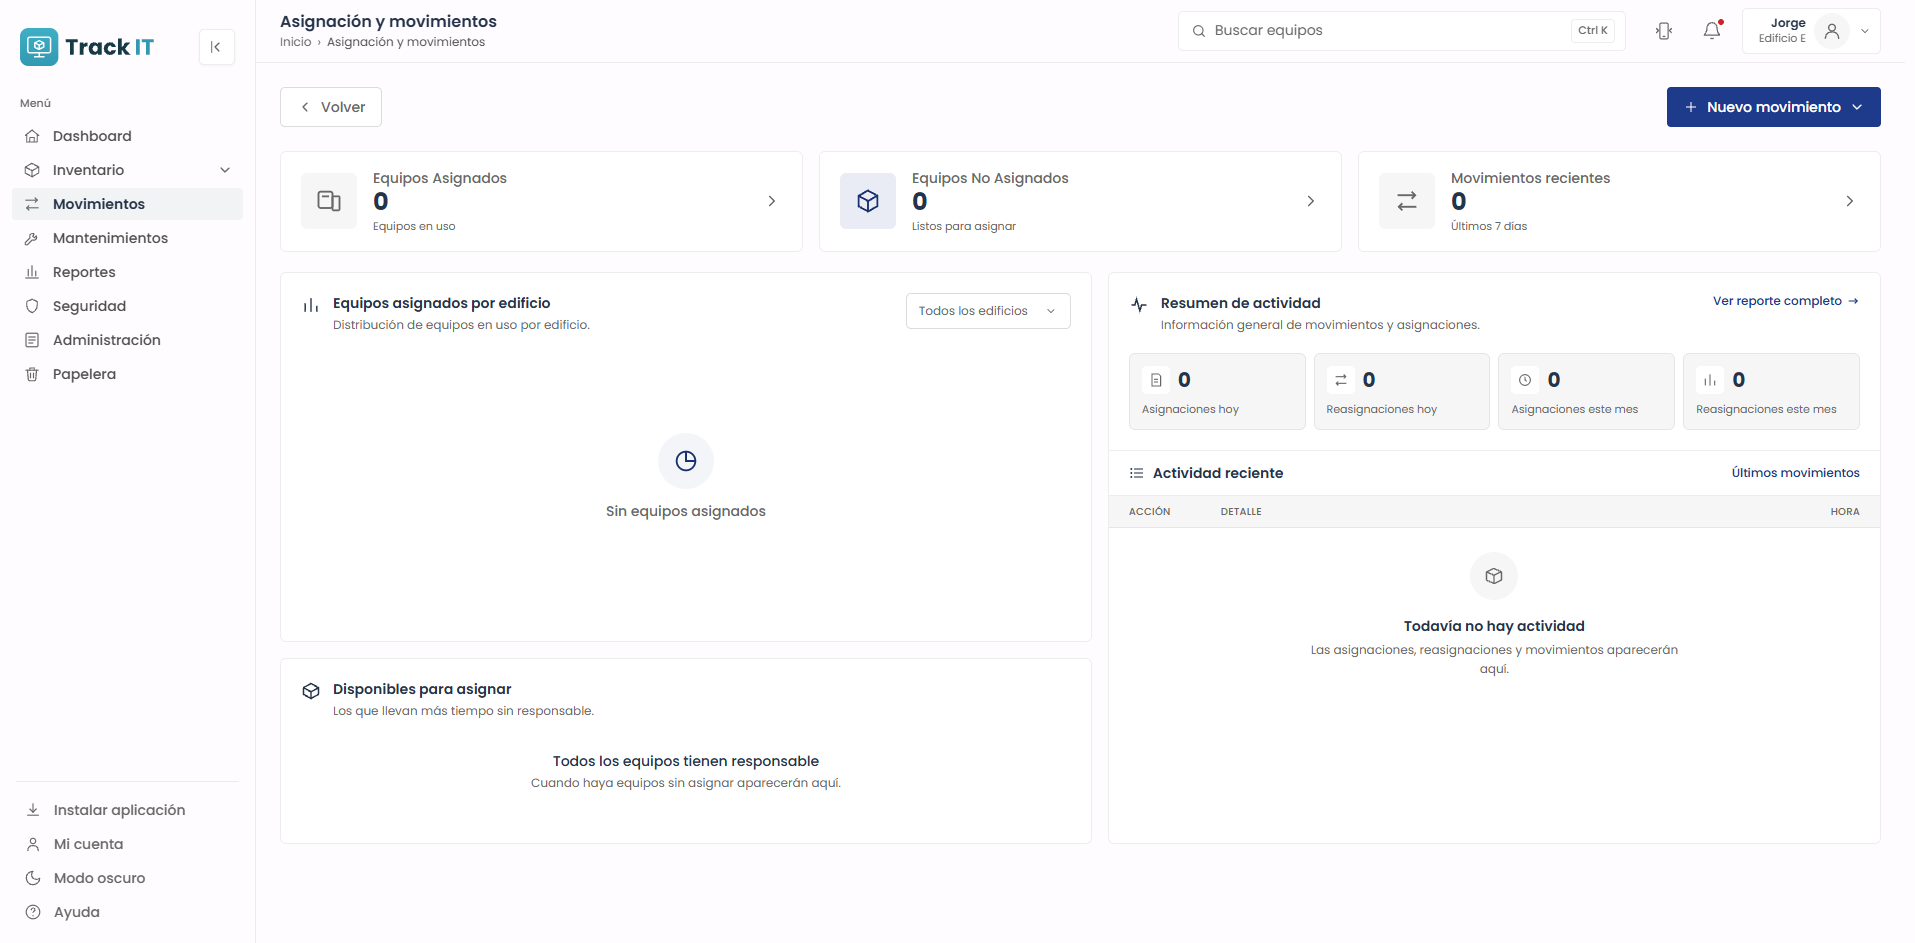 Track IT
Menú
Dashboard
Inventario
Movimientos
Mantenimientos
Reportes
Seguridad
Administración
Papelera
Instalar aplicación
Mi cuenta
Modo oscuro
Ayuda
Asignación y movimientos
Inicio › Asignación y movimientos
Buscar equipos
Ctrl K
Jorge
Edificio E
Volver
Nuevo movimiento
Equipos Asignados
0
Equipos en uso
Equipos No Asignados
0
Listos para asignar
Movimientos recientes
0
Últimos 7 días
Equipos asignados por edificio
Distribución de equipos en uso por edificio.
Todos los edificios
Sin equipos asignados
Disponibles para asignar
Los que llevan más tiempo sin responsable.
Todos los equipos tienen responsable
Cuando haya equipos sin asignar aparecerán aquí.
Resumen de actividad
Información general de movimientos y asignaciones.
Ver reporte completo →
0
Asignaciones hoy
0
Reasignaciones hoy
0
Asignaciones este mes
0
Reasignaciones este mes
Actividad reciente
Últimos movimientos
ACCIÓN DETALLE HORA
Todavía no hay actividad
Las asignaciones, reasignaciones y movimientos aparecerán
aquí.